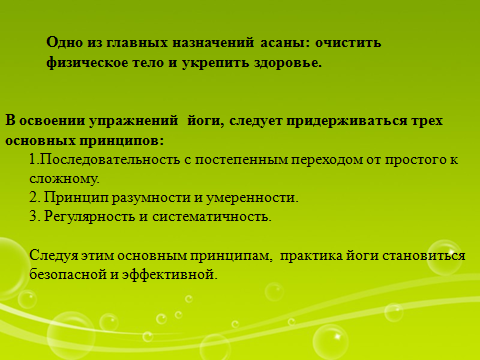 Одно из главных назначений асаны: очистить
физическое тело и укрепить здоровье.
В освоении упражнений йоги, следует придерживаться трех
основных принципов:
1.Последовательность с постепенным переходом от простого к
сложному.
2. Принцип разумности и умеренности.
3. Регулярность и систематичность.
Следуя этим основным принципам, практика йоги становиться
безопасной и эффективной.